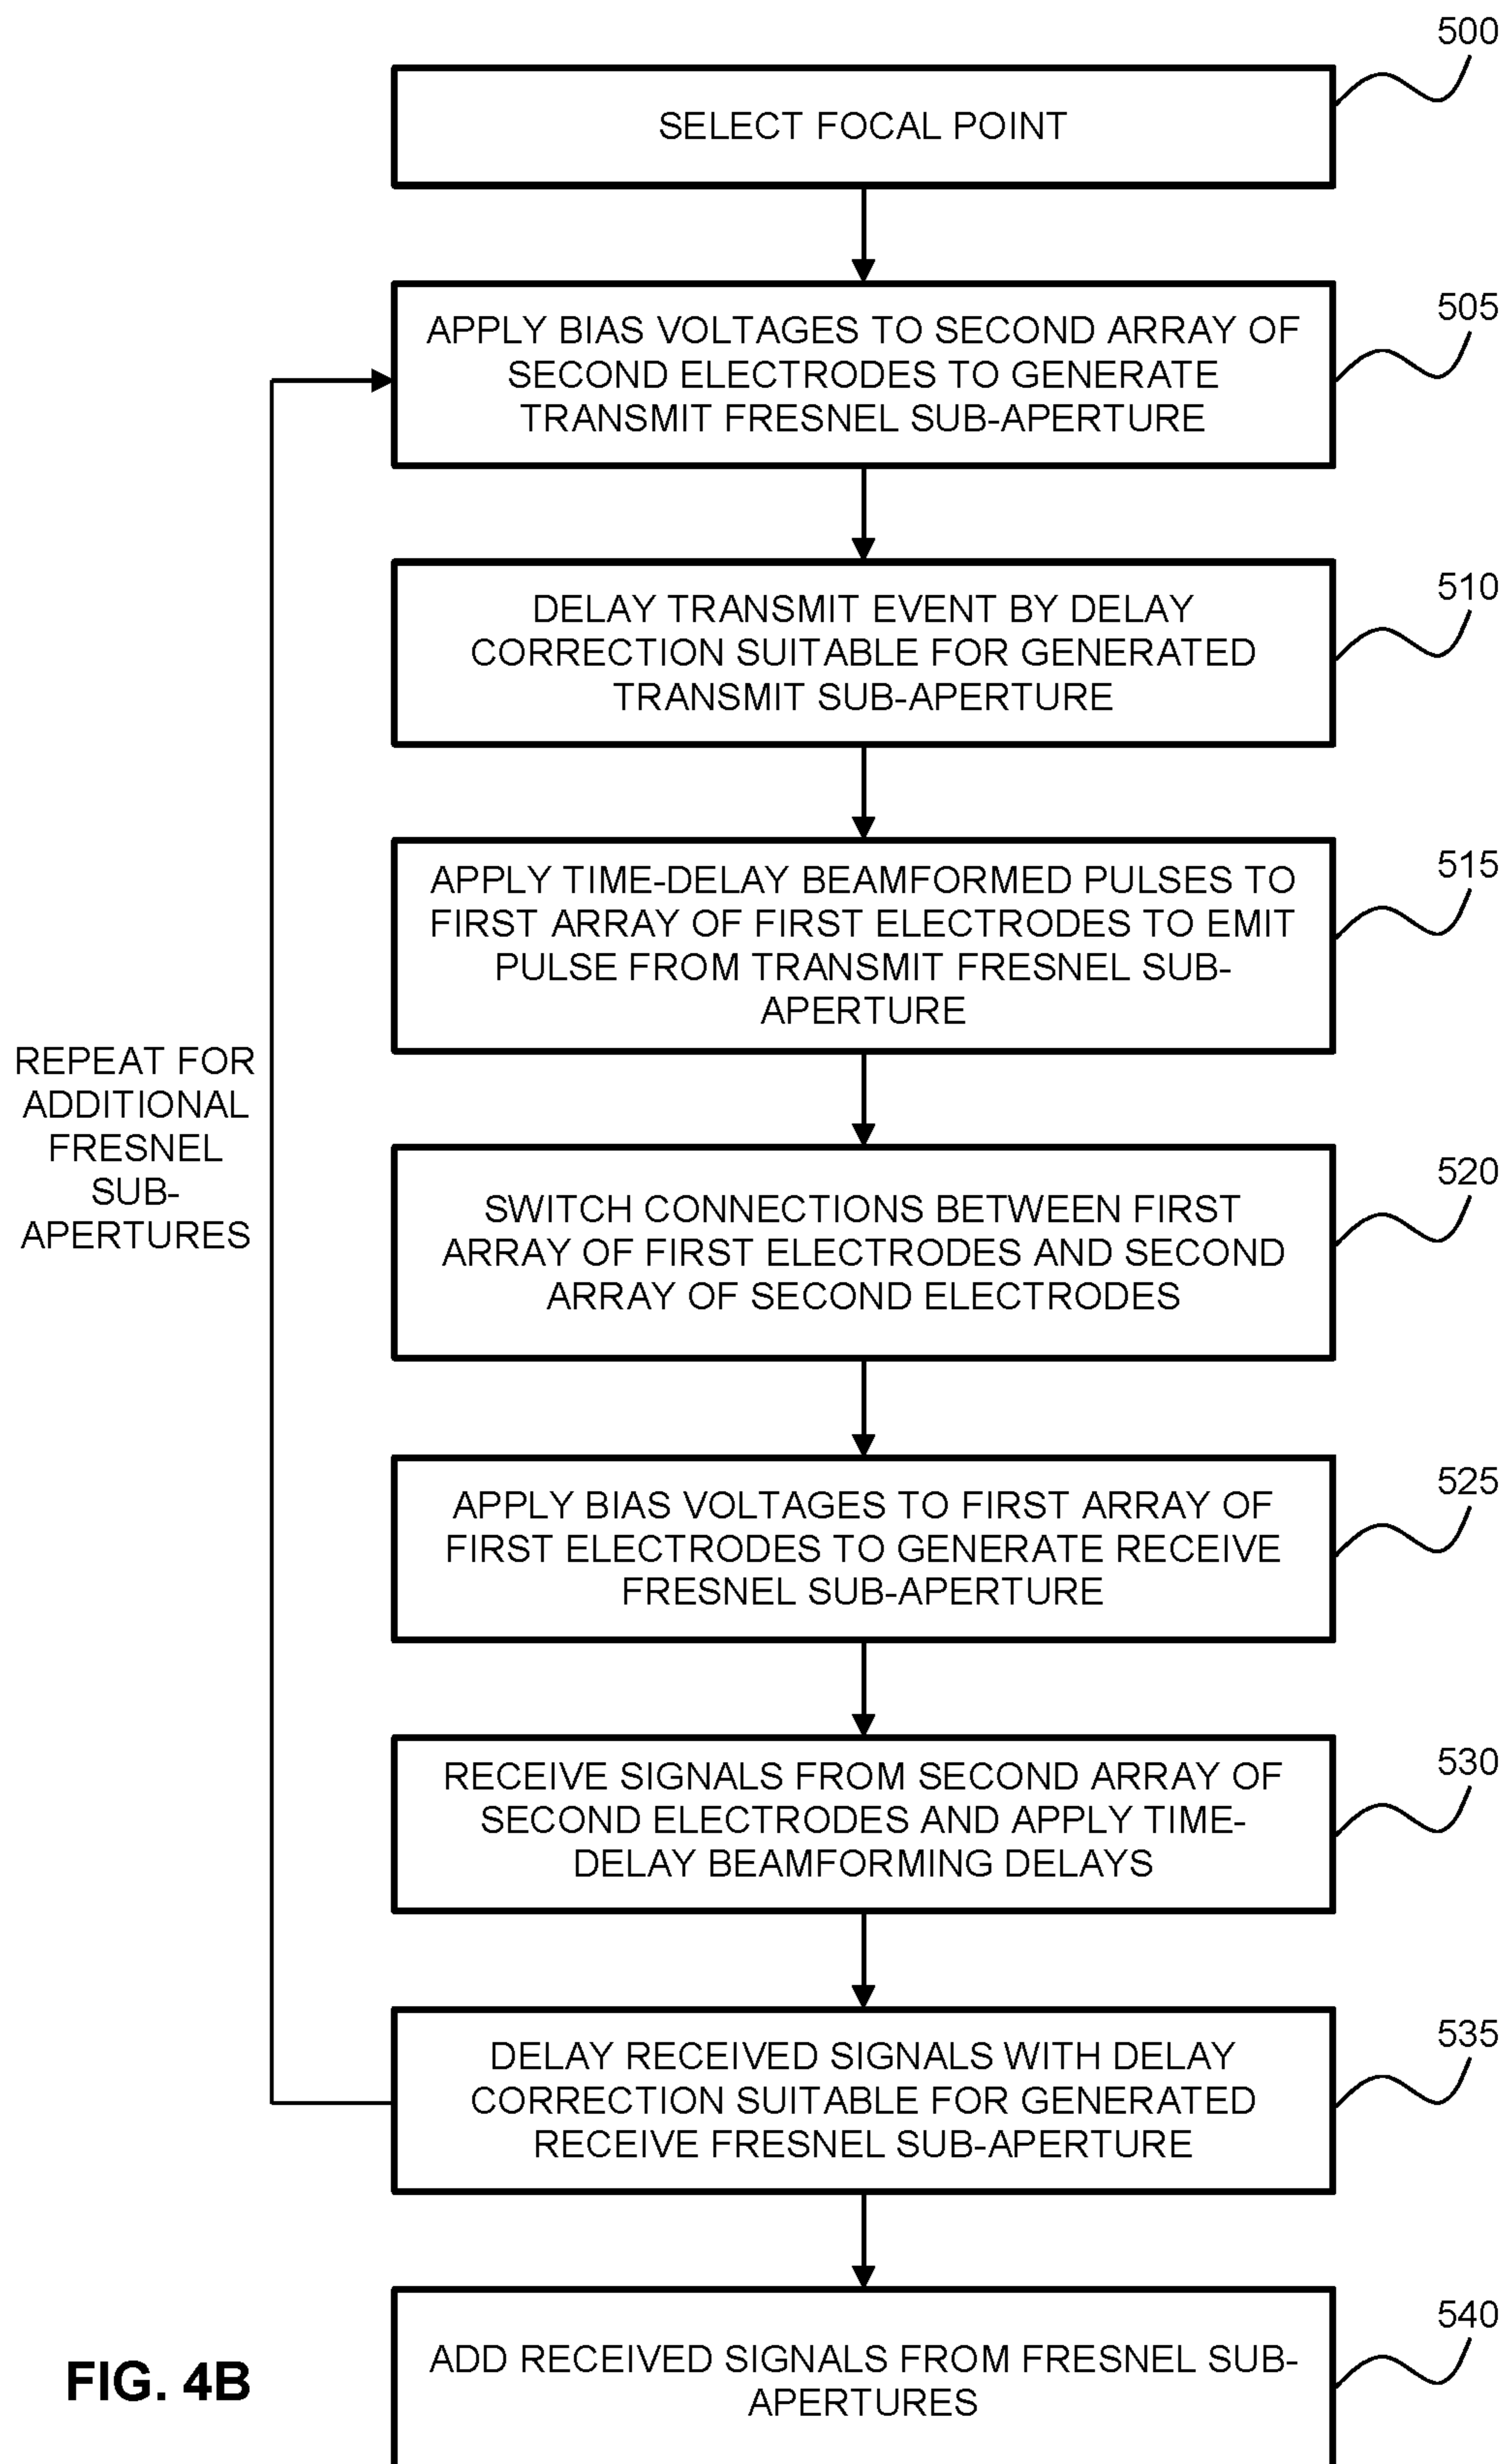 500
SELECT FOCAL POINT
505
APPLY BIAS VOLTAGES TO SECOND ARRAY OF
SECOND ELECTRODES TO GENERATE
TRANSMIT FRESNEL SUB-APERTURE
510
DELAY TRANSMIT EVENT BY DELAY
CORRECTION SUITABLE FOR GENERATED
TRANSMIT SUB-APERTURE
515
APPLY TIME-DELAY BEAMFORMED PULSES TO
FIRST ARRAY OF FIRST ELECTRODES TO EMIT
PULSE FROM TRANSMIT FRESNEL SUB-
APERTURE
REPEAT FOR
ADDITIONAL
FRESNEL
SUB-
APERTURES
520
SWITCH CONNECTIONS BETWEEN FIRST
ARRAY OF FIRST ELECTRODES AND SECOND
ARRAY OF SECOND ELECTRODES
525
APPLY BIAS VOLTAGES TO FIRST ARRAY OF
FIRST ELECTRODES TO GENERATE RECEIVE
FRESNEL SUB-APERTURE
530
RECEIVE SIGNALS FROM SECOND ARRAY OF
SECOND ELECTRODES AND APPLY TIME-
DELAY BEAMFORMING DELAYS
535
DELAY RECEIVED SIGNALS WITH DELAY
CORRECTION SUITABLE FOR GENERATED
RECEIVE FRESNEL SUB-APERTURE
540
ADD RECEIVED SIGNALS FROM FRESNEL SUB-
APERTURES
FIG. 4B